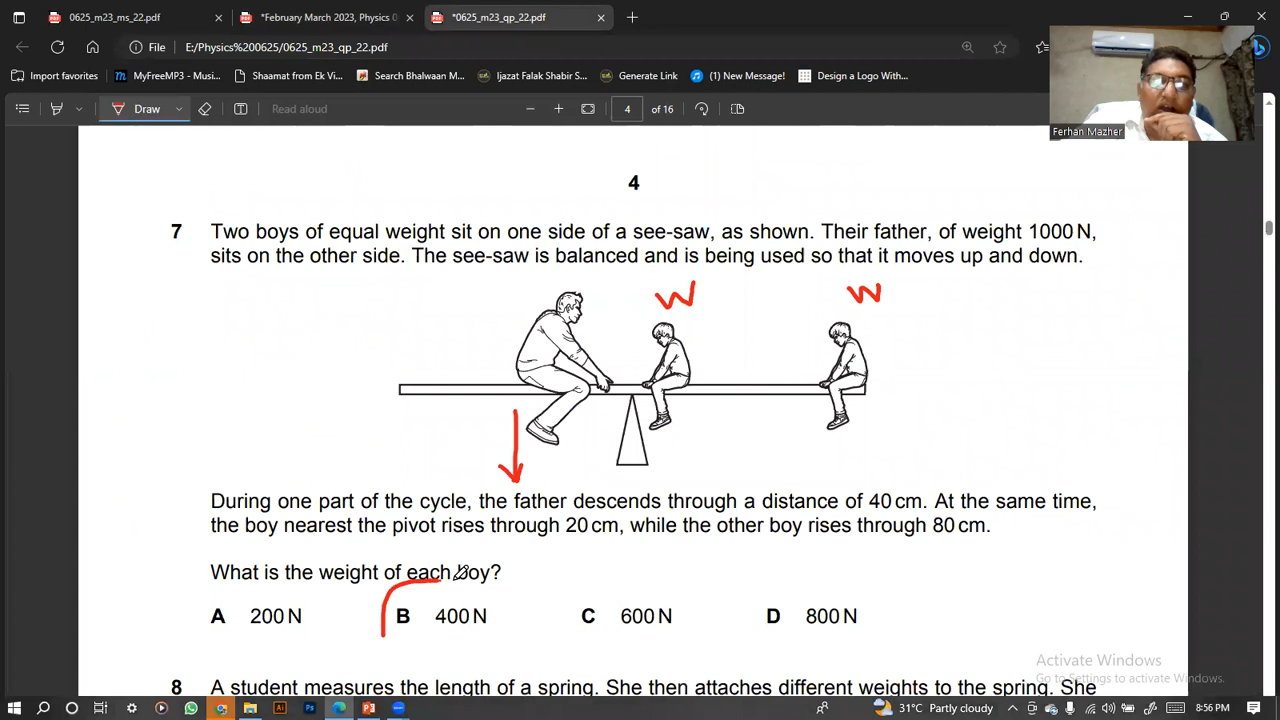 0625_m23_ms_22.pdf
*February March 2023, Physics 0
*0625_m23_qp_22.pdf
File
E:/Physics%200625/0625_m23_qp_22.pdf
Import favorites
MyFreeMP3 - Musi...
Shaamat from Ek Vi...
Search Bhalwaan M...
Ijazat Falak Shabir S...
Generate Link
(1) New Message!
Design a Logo Wit...
Draw
Read aloud
4
of 16
Ferhan Mazher
4
7 Two boys of equal weight sit on one side of a see-saw, as shown. Their father, of weight 1000 N,
sits on the other side. The see-saw is balanced and is being used so that it moves up and down.
W W
During one part of the cycle, the father descends through a distance of 40 cm. At the same time,
the boy nearest the pivot rises through 20 cm, while the other boy rises through 80 cm.
What is the weight of each boy?
A 200 N B 400 N C 600 N D 800 N
Activate Windows
Go to Settings to activate Windows.
8 A student measures the length of a spring. She then attaches different weights to the spring. She
31°C Partly cloudy
8:56 PM